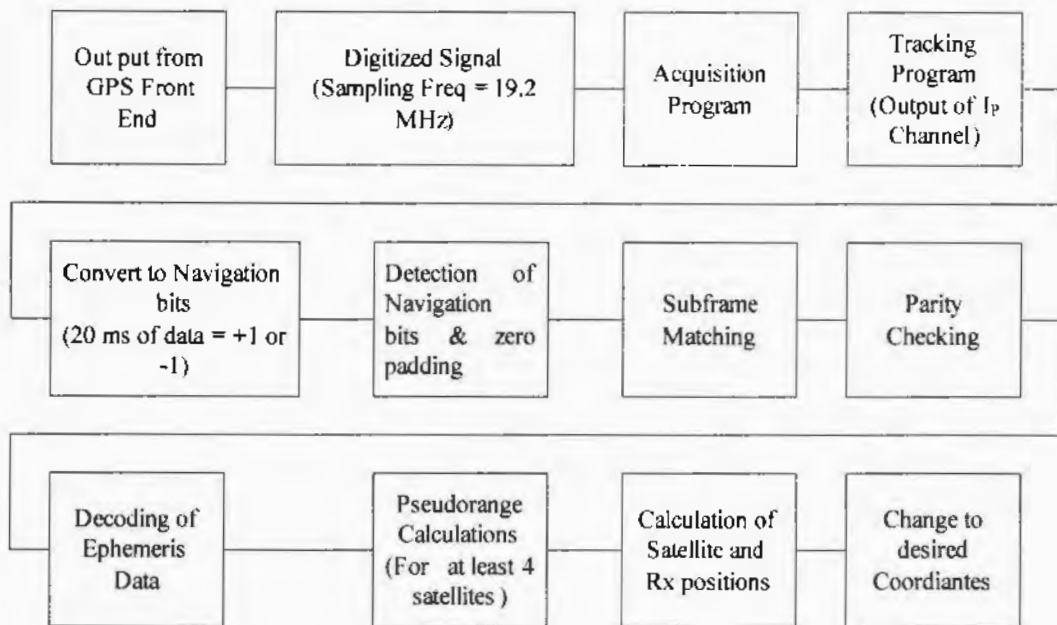 Out put from
GPS Front
End
Digitized Signal
(Sampling Freq = 19.2
MHz)
Acquisition
Program
Tracking
Program
(Output of IP
Channel)
Convert to Navigation
bits
(20 ms of data = +1 or
-1)
Detection of
Navigation
bits & zero
padding
Subframe
Matching
Parity
Checking
Decoding of
Ephemeris
Data
Pseudorange
Calculations
(For at least 4
satellites )
Calculation of
Satellite and
Rx positions
Change to
desired
Coordiantes